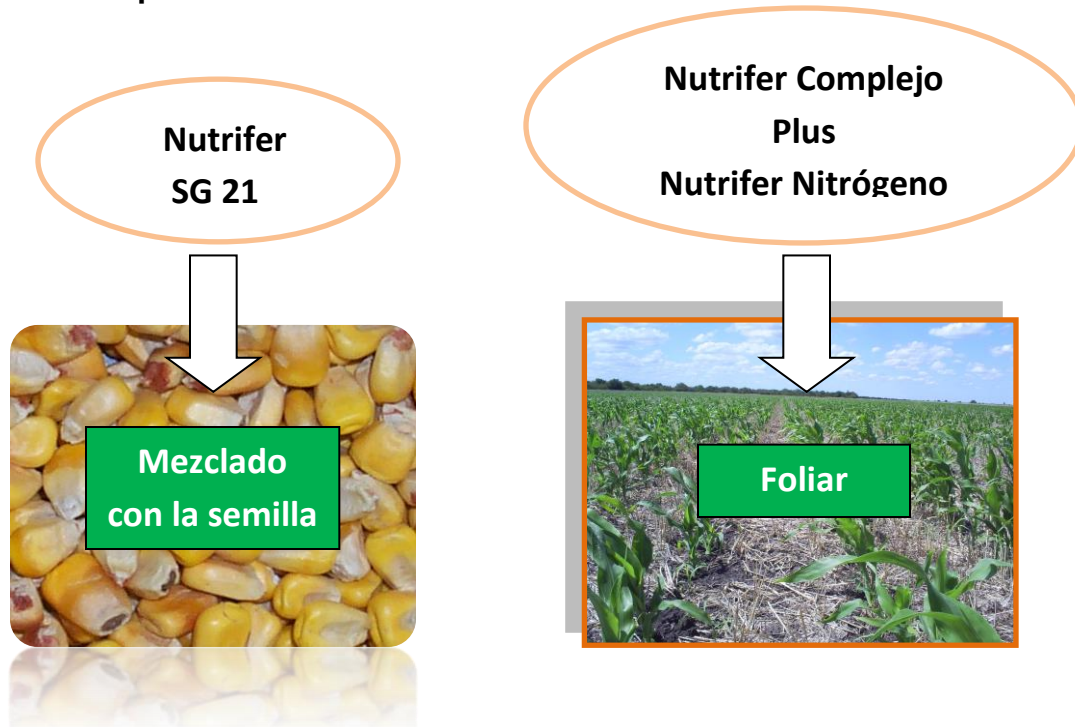 Nutrifer
SG 21
Nutrifer Complejo
Plus
Nutrifer Nitrógeno
Mezclado
con la semilla
Foliar